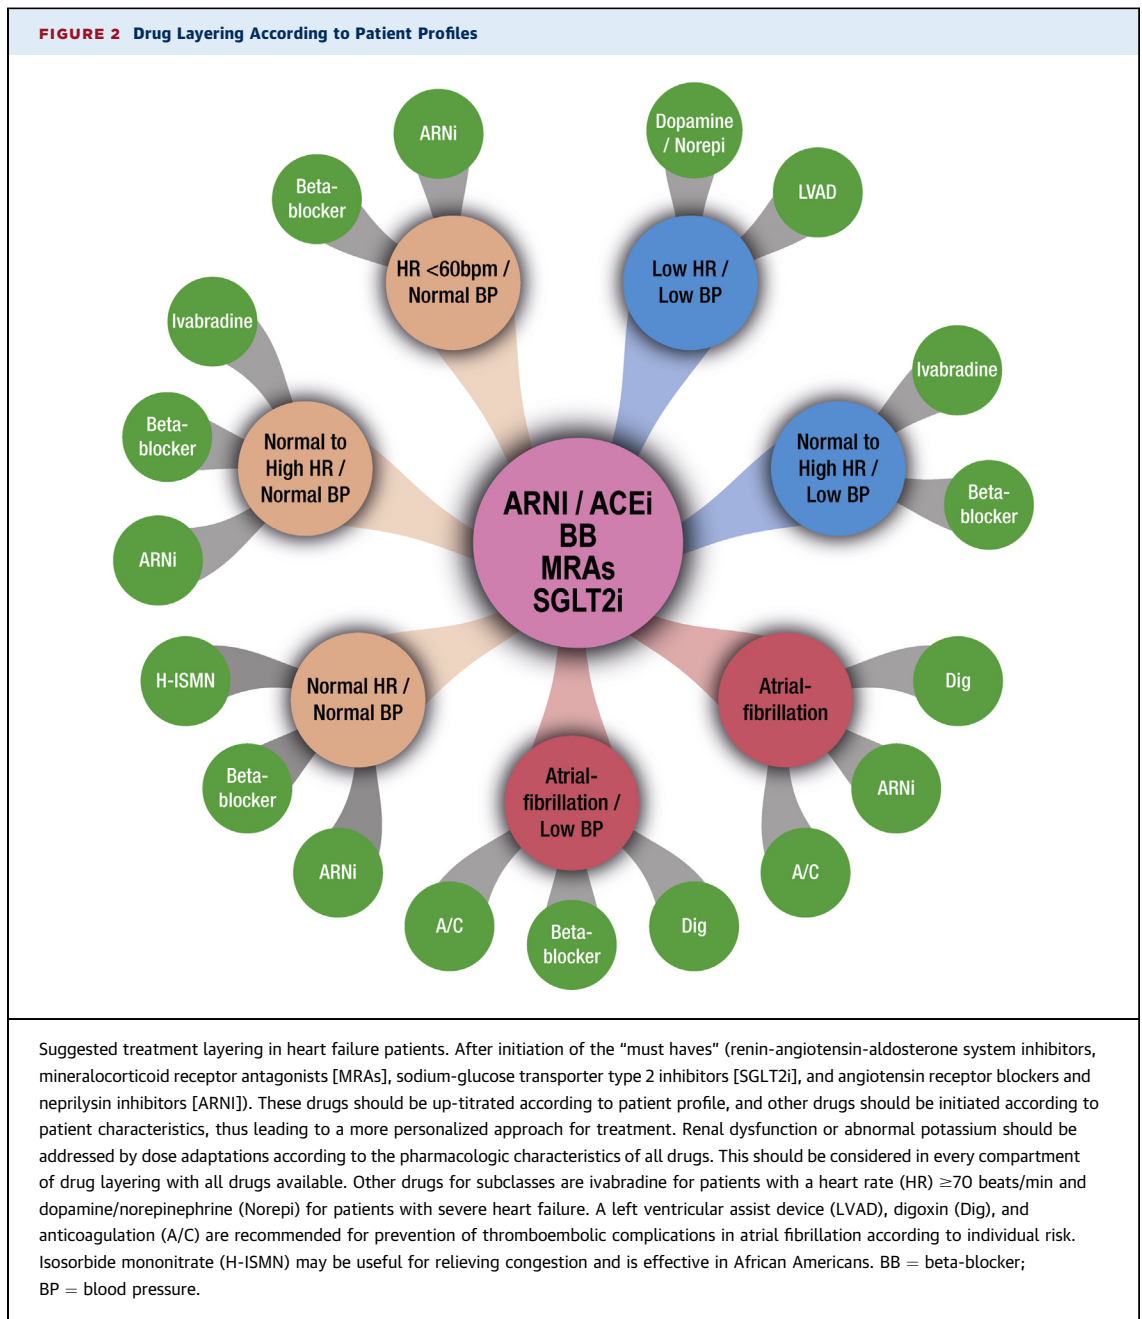 FIGURE 2 Drug Layering According to Patient Profiles
ARNi
Beta-
blocker
HR <60bpm /
Normal BP
Dopamine
/ Norepi
LVAD
Low HR /
Low BP
Ivabradine
Beta-
blocker
ARNi
Normal to
High HR /
Normal BP
Ivabradine
Beta-
blocker
Normal to
High HR /
Low BP
ARNI / ACEi
BB
MRAs
SGLT2i
H-ISMN
Beta-
blocker
ARNi
Normal HR /
Normal BP
Atrial-
fibrillation /
Low BP
A/C
Beta-
blocker
Dig
Atrial-
fibrillation
Dig
ARNi
A/C
Suggested treatment layering in heart failure patients. After initiation of the “must haves” (renin-angiotensin-aldosterone system inhibitors,
mineralocorticoid receptor antagonists [MRAs], sodium-glucose transporter type 2 inhibitors [SGLT2i], and angiotensin receptor blockers and
neprilysin inhibitors [ARNI]). These drugs should be up-titrated according to patient profile, and other drugs should be initiated according to
patient characteristics, thus leading to a more personalized approach for treatment. Renal dysfunction or abnormal potassium should be
addressed by dose adaptations according to the pharmacologic characteristics of all drugs. This should be considered in every compartment
of drug layering with all drugs available. Other drugs for subclasses are ivabradine for patients with a heart rate (HR) ≥70 beats/min and
dopamine/norepinephrine (Norepi) for patients with severe heart failure. A left ventricular assist device (LVAD), digoxin (Dig), and
anticoagulation (A/C) are recommended for prevention of thromboembolic complications in atrial fibrillation according to individual risk.
Isosorbide mononitrate (H-ISMN) may be useful for relieving congestion and is effective in African Americans. BB = beta-blocker;
BP = blood pressure.